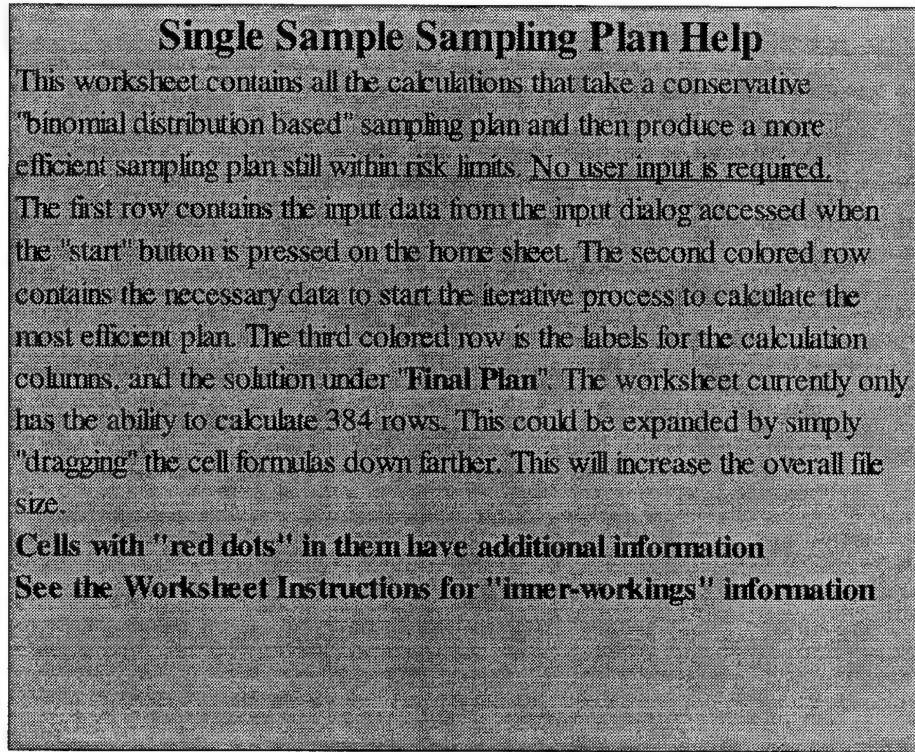 Single Sample Sampling Plan Help
This worksheet contains all the calculations that take a conservative
"binomial distribution based" sampling plan and then produce a more
efficient sampling plan still within risk limits. No user input is required.
The first row contains the input data from the input dialog accessed when
the "start" button is pressed on the home sheet. The second colored row
contains the necessary data to start the iterative process to calculate the
most efficient plan. The third colored row is the labels for the calculation
columns, and the solution under "Final Plan". The worksheet currently only
has the ability to calculate 384 rows. This could be expanded by simply
"dragging" the cell formulas down farther. This will increase the overall file
size.
Cells with "red dots" in them have additional information
See the Worksheet Instructions for "inner-workings" information